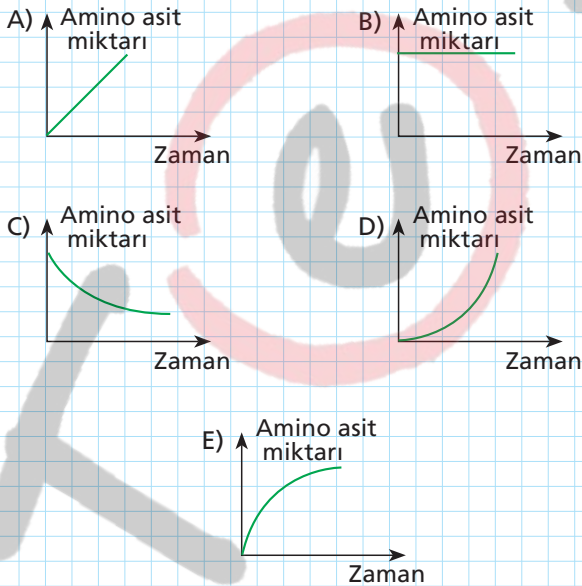 A) Amino asit
miktarı
Zaman
B) Amino asit
miktarı
Zaman
C) Amino asit
miktarı
Zaman
D) Amino asit
miktarı
Zaman
E) Amino asit
miktarı
Zaman